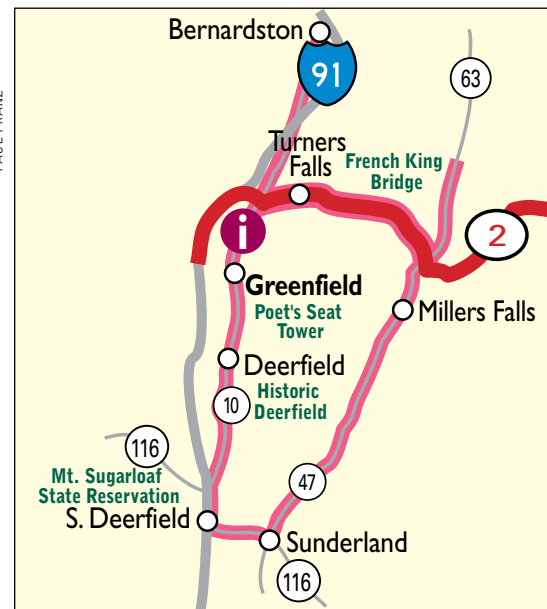 Bernardston
91
63
Turners
Falls
French King
Bridge
i
2
Greenfield
Poet's Seat
Tower
Millers Falls
Deerfield
10
Historic
Deerfield
116
Mt. Sugarloaf
State Reservation
47
S. Deerfield
Sunderland
116